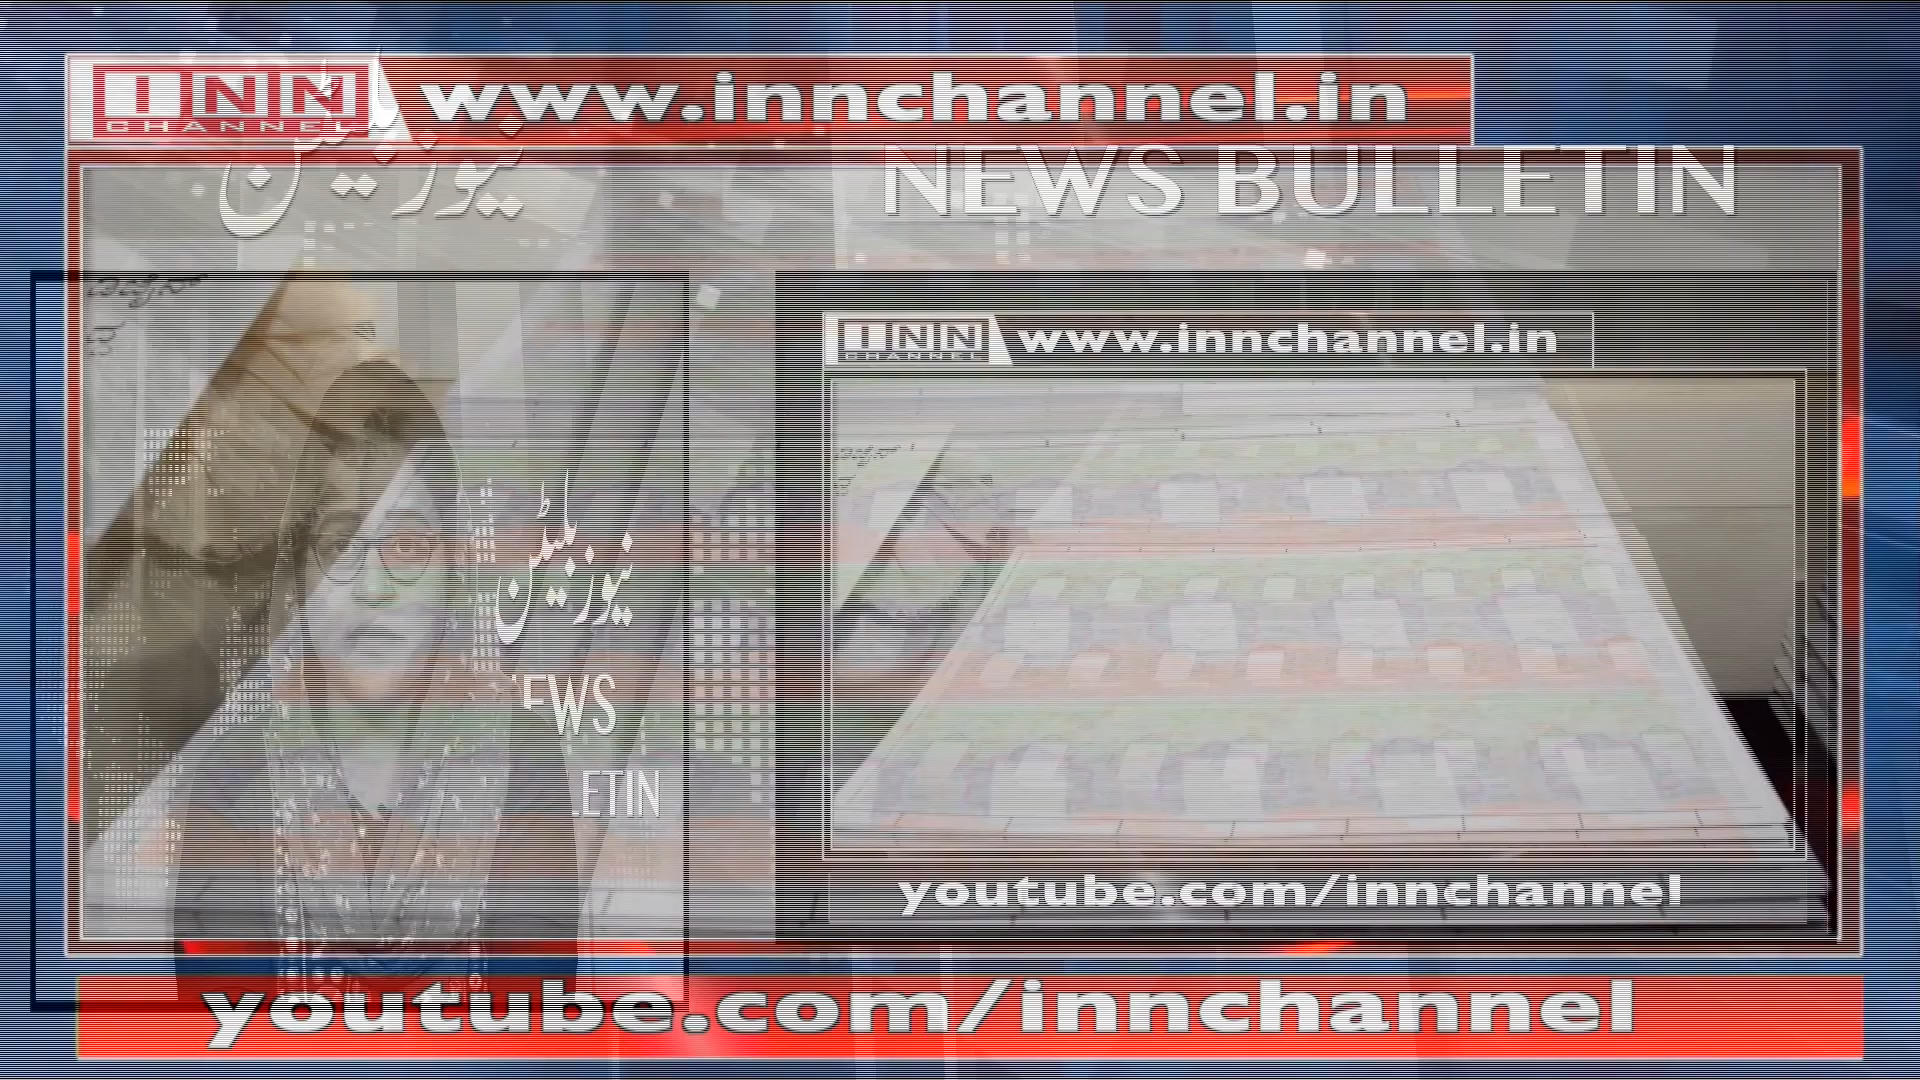 INN
CHANNEL
www.innchannel.in
نیوز بلیٹن
NEWS BULLETIN
INN
CHANNEL
www.innchannel.in
نیوز بلیٹن
NEWS
LETIN
youtube.com/innchannel
youtube.com/innchannel